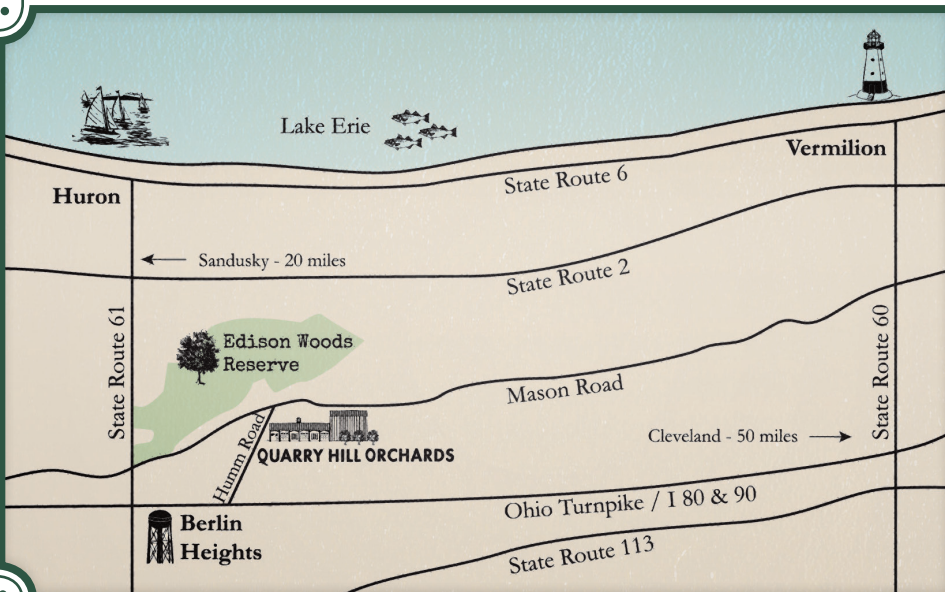 Lake Erie
Vermilion
State Route 6
Huron
Sandusky - 20 miles
State Route 2
State Route 61
Edison Woods
Reserve
Mason Road
State Route 60
Humm Road
QUARRY HILL ORCHARDS
Cleveland - 50 miles
Ohio Turnpike / I 80 & 90
Berlin
Heights
State Route 113